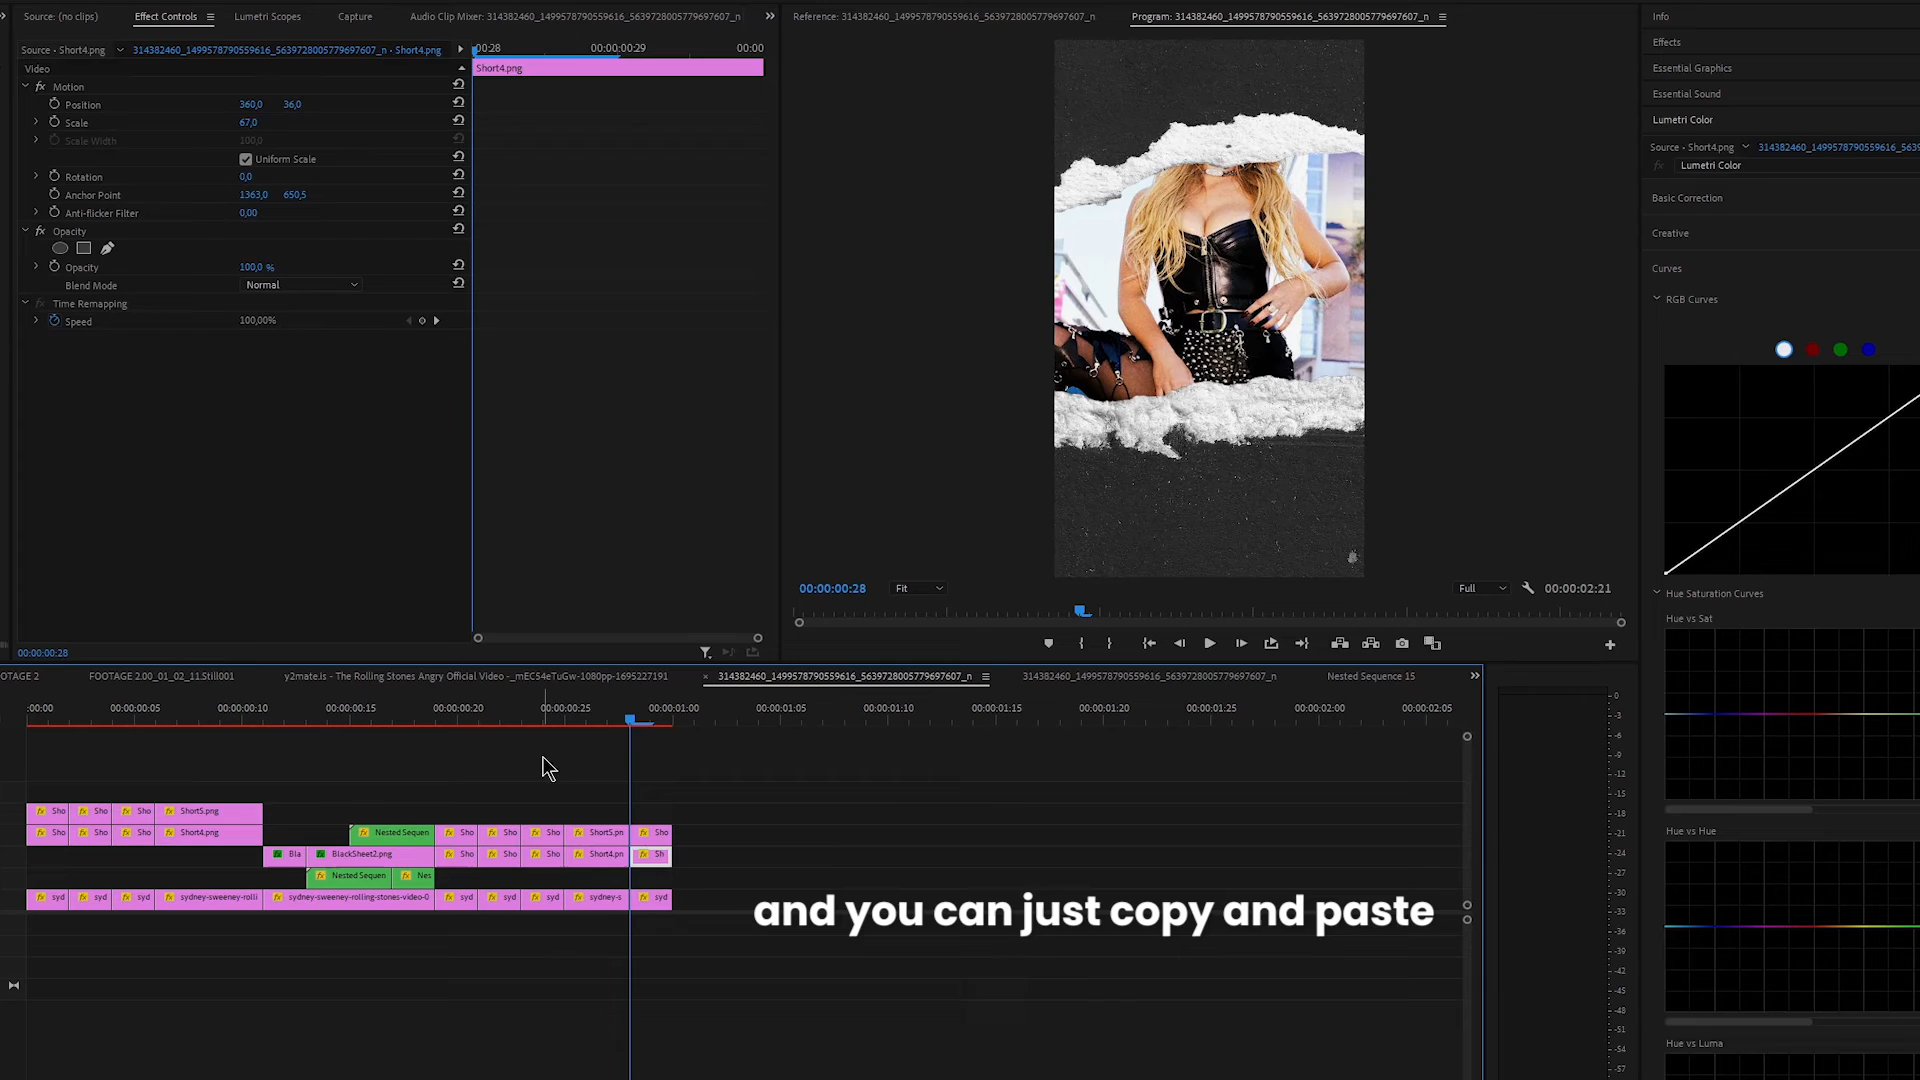 Source: (no clips)
Effect Controls
Lumetri Scopes
Capture
Audio Clip Mixer: 314382460_1499578790559616_5639728005779697607_n
Reference: 314382460_1499578790559616_5639728005779697607_n
Program: 314382460_1499578790559616_5639728005779697607_n
Info
Effects
Essential Graphics
Essential Sound
Lumetri Color
Source • Short4.png
314382460_1499578790559616_5639728005779697607_n • Short4.png
00:28
00:00:00:29
00:00
Video
Short4.png
Motion
Position 360,0 36,0
Scale 67,0
Scale Width 100,0
Uniform Scale
Rotation 0,0
Anchor Point 1363,0 650,5
Anti-flicker Filter 0,00
Opacity
Opacity 100,0 %
Blend Mode Normal
Time Remapping
Speed 100,00%
00:00:00:28
00:00:00:28
Fit
Full
00:00:02:21
Source • Short4.png
314382460_1499578790559616_563
Lumetri Color
Basic Correction
Creative
Curves
RGB Curves
Hue Saturation Curves
Hue vs Sat
Hue vs Hue
Hue vs Luma
OTAGE 2
FOOTAGE 2.00_01_02_11.Still001
y2mate.is - The Rolling Stones Angry Official Video -_mEC54eTuGw-1080pp-1695227191
314382460_1499578790559616_5639728005779697607_n
314382460_1499578790559616_5639728005779697607_n
Nested Sequence 15
:00:00
00:00:00:05
00:00:00:10
00:00:00:15
00:00:00:20
00:00:00:25
00:00:01:00
00:00:01:05
00:00:01:10
00:00:01:15
00:00:01:20
00:00:01:25
00:00:02:00
00:00:02:05
Sho Sho Sho Short5.png
Sho Sho Sho Short4.png Nested Sequen Sho Sho Sho Short5.pn Sho
Bla BlackSheet2.png Sho Sho Sho Short4.pn Sh
Nested Sequen Nes
syd syd syd sydney-sweeney-rolli sydney-sweeney-rolling-stones-video-0 syd syd syd sydney-s syd
and you can just copy and paste
0
-3
-6
-9
-12
-15
-18
-21
-24
-27
-30
-33
-36
-39
-42
-45
-48
-51
-54
-57